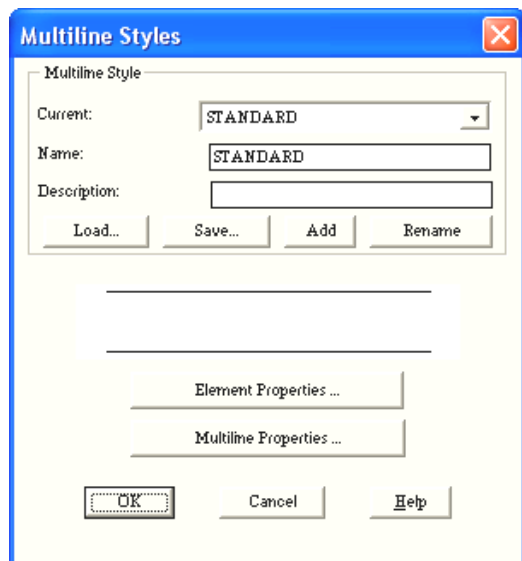 Multiline Styles
Multiline Style
Current: STANDARD
Name: STANDARD
Description:
Load... Save... Add Rename
Element Properties ...
Multiline Properties ...
OK Cancel Help